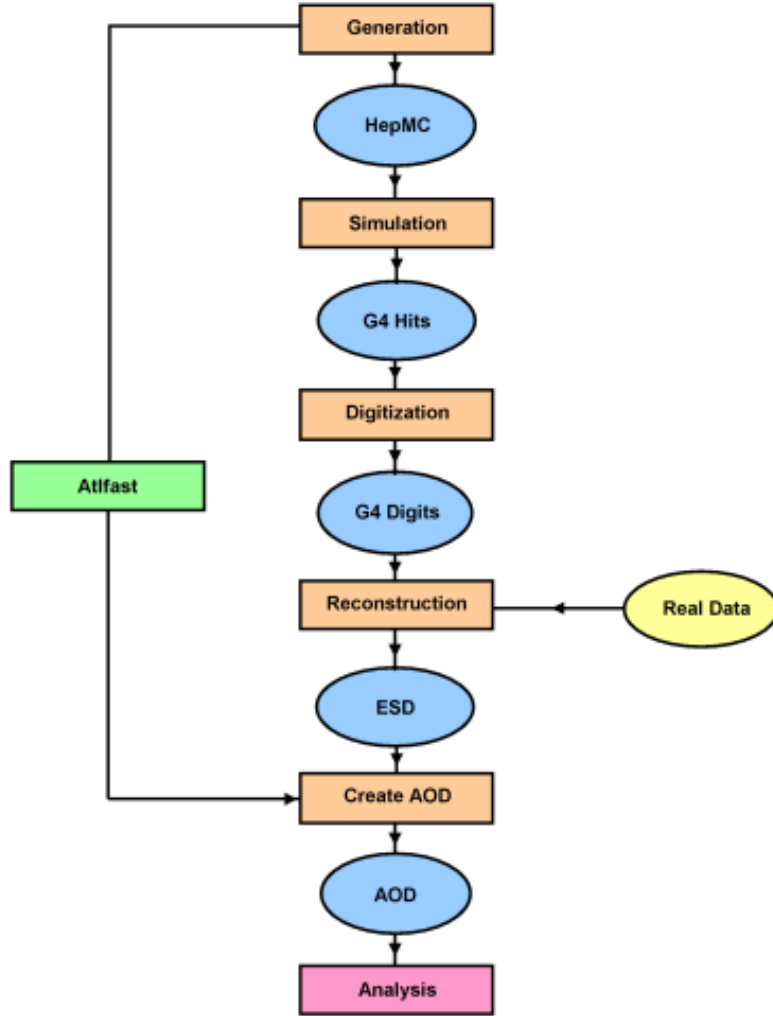 Generation
HepMC
Simulation
G4 Hits
Digitization
Atlfast
G4 Digits
Reconstruction
Real Data
ESD
Create AOD
AOD
Analysis